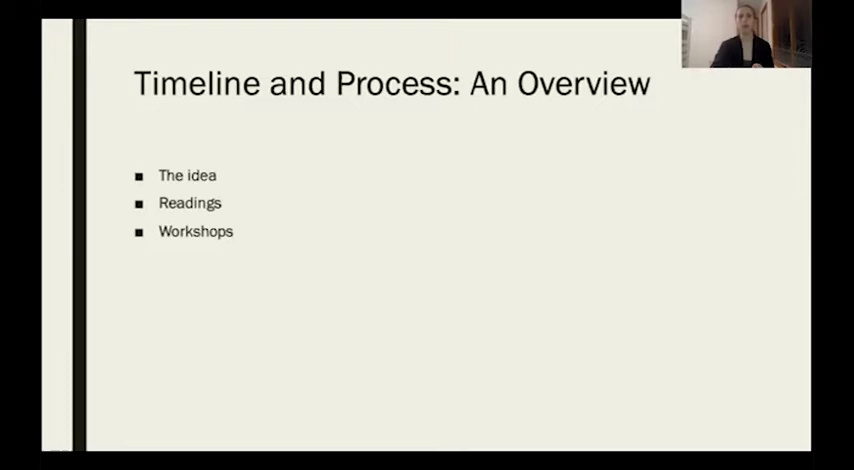 Timeline and Process: An Overview
■ The idea
■ Readings
■ Workshops